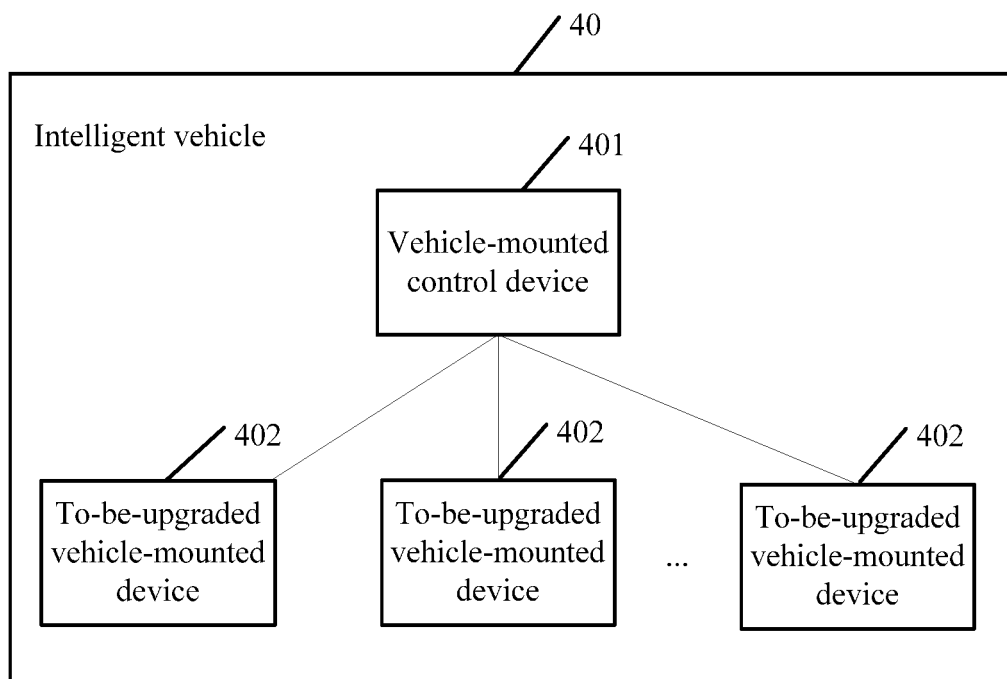 40
Intelligent vehicle
401
Vehicle-mounted
control device
402
402
402
To-be-upgraded
vehicle-mounted
device
To-be-upgraded
vehicle-mounted
device
...
To-be-upgraded
vehicle-mounted
device